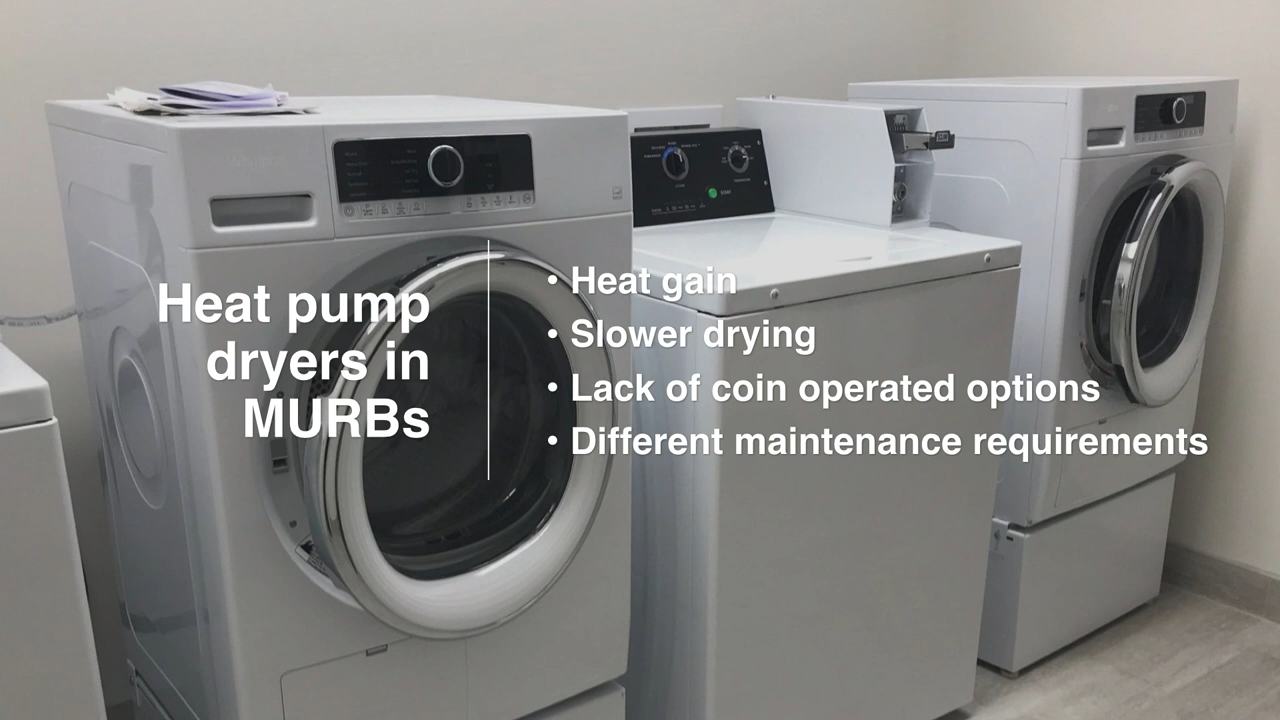 Heat pump
dryers in
MURBs
• Heat gain
• Slower drying
• Lack of coin operated options
• Different maintenance requirements